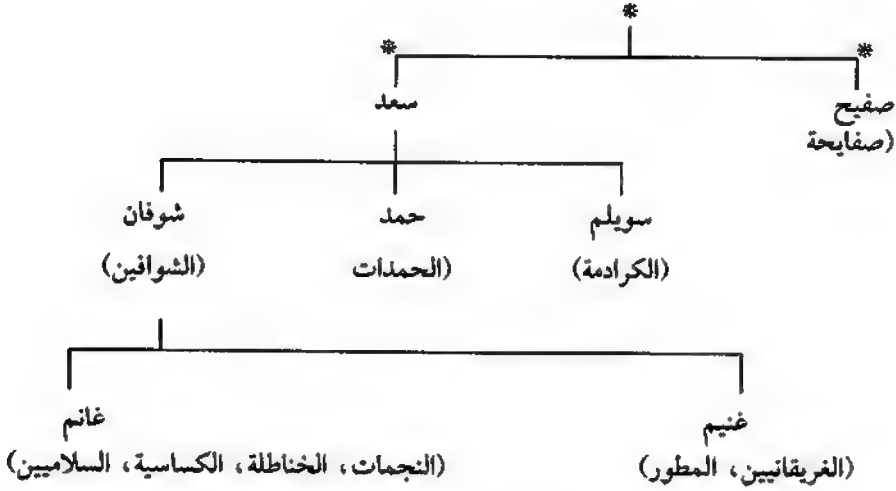 *
* *
صفيح
(صفايحة
سعد
سويلم
(الكرادمة)
حمد
(الحمدات
شوفان
(الشوافين)
غنيم
(الغريقانيين، المطور)
غانم
(النجمات، الخناطلة، الكساسية، السلاميين)